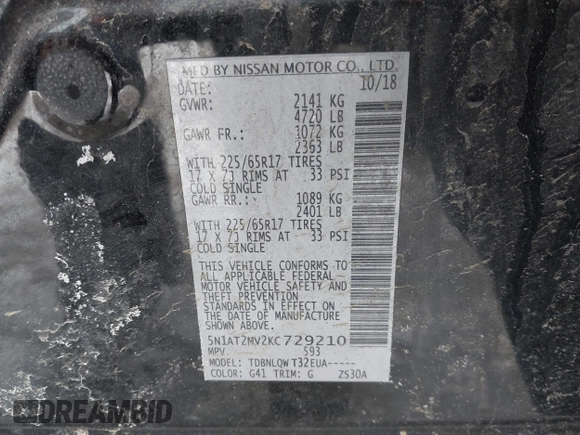 MFD BY NISSAN MOTOR CO., LTD.
DATE: 10/18
GVWR: 2141 KG
4720 LB
GAWR FR.: 1072 KG
2363 LB
WITH 225/65R17 TIRES
17 X 7J RIMS AT 33 PSI
COLD SINGLE
GAWR RR.: 1089 KG
2401 LB
WITH 225/65R17 TIRES
17 X 7J RIMS AT 33 PSI
COLD SINGLE
THIS VEHICLE CONFORMS TO
ALL APPLICABLE FEDERAL
MOTOR VEHICLE SAFETY AND
THEFT PREVENTION
STANDARDS IN EFFECT ON
THE DATE OF MANUFACTURE
SHOWN ABOVE.
5N1AT2MV2KC729210
MPV 593
MODEL: TDBNLQW T32EUA-----
COLOR: G41 TRIM: G ZS30A
DREAMBID